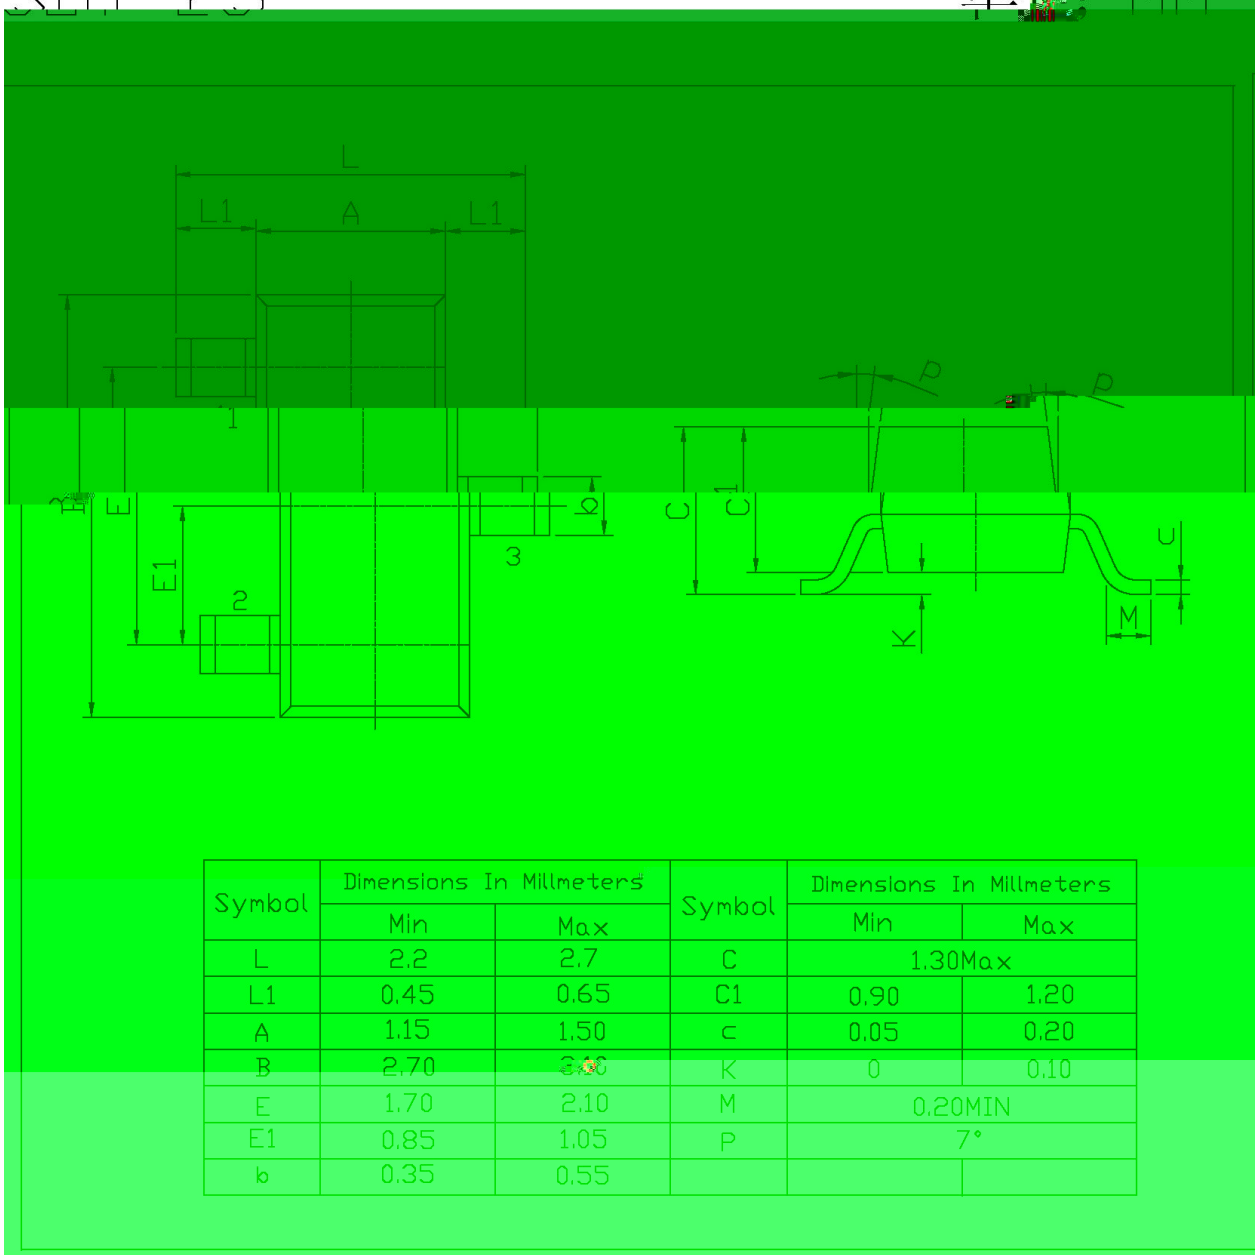 L
L1 A L1
P P
1
B E C C1 b
E1 3 c
2 M
K
Dimensions In Millmeters Dimensions In Millmeters
Symbol Min Max Symbol Min Max
L 2.2 2.7 C 1.30Max
L1 0.45 0.65 C1 0.90 1.20
A 1.15 1.50 c 0.05 0.20
B 2.70 K 0 0.10
E 1.70 2.10 M 0.20MIN
E1 0.85 1.05 P 7°
b 0.35 0.55